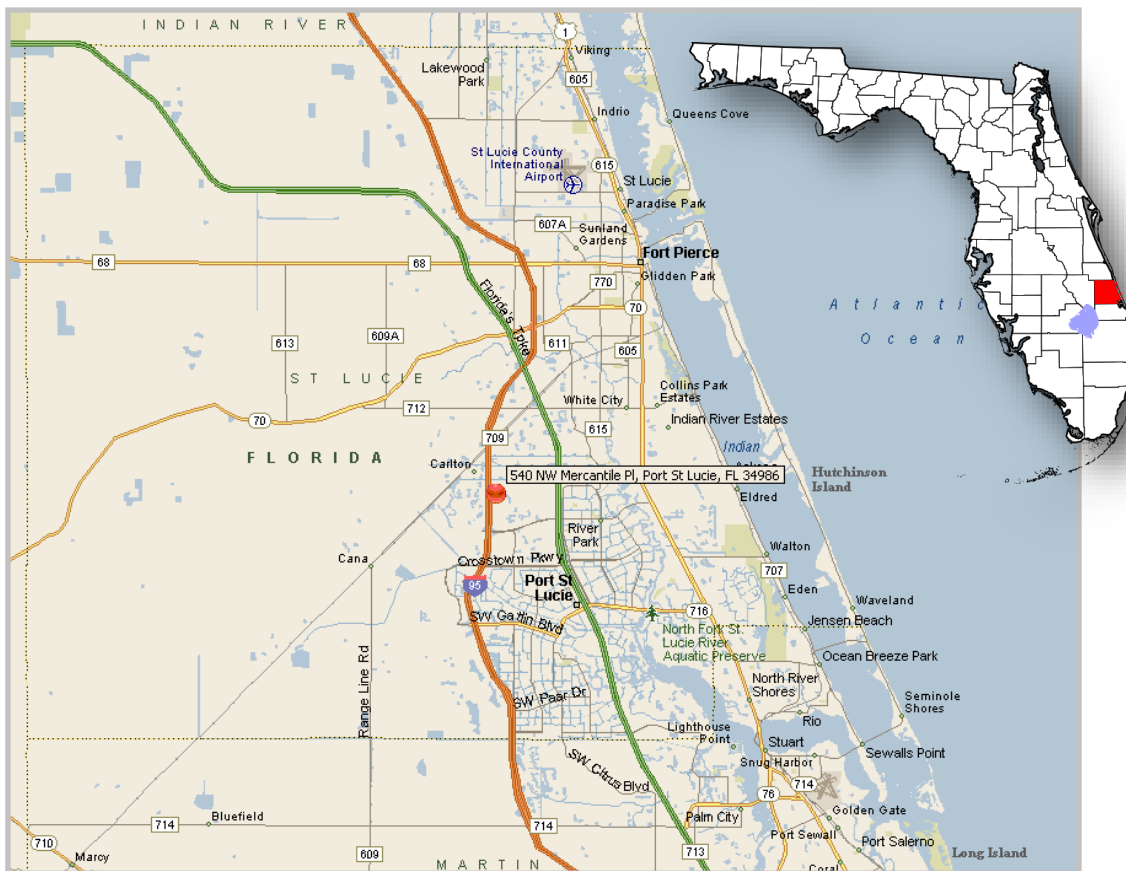 INDIAN RIVER
1
Viking
Lakewood
Park
605
Indrio
Queens Cove
St Lucie County
International
Airport
615
St Lucie
Paradise Park
607A
Sunland
Gardens
Fort Pierce
68
68
Glidden Park
770
Florida's Tpke
70
Atlantic
Ocean
613
609A
611
605
ST LUCIE
Collins Park
Estates
712
White City
70
Indian River Estates
709
615
Indian
FLORIDA
Carlton
540 NW Mercantile Pl, Port St Lucie, FL 34986
Hutchinson
Island
Eldred
River
Park
Cana
Crosstown Pkwy
Walton
95
Port St
Lucie
707
Eden
Waveland
716
SW Gatlin Blvd
Jensen Beach
North Fork St.
Lucie River
Aquatic Preserve
Ocean Breeze Park
Range Line Rd
SW Paar Dr
North River
Shores
Seminole
Shores
Rio
Lighthouse
Point
Stuart
Sewalls Point
Snug Harbor
SW Citrus Blvd
714
76
Golden Gate
714
Bluefield
714
Palm City
Port Sewall
710
Marcy
609
713
Port Salerno
Long Island
MARTIN
Coral